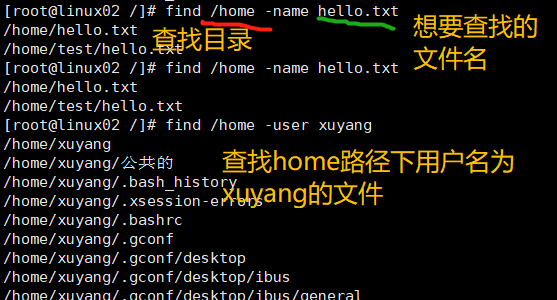 [root@linux02 /]# find /home -name hello.txt
/home/hello.txt
/home/test/hello.txt
查找目录
想要查找的
文件名
[root@linux02 /]# find /home -name hello.txt
/home/hello.txt
/home/test/hello.txt
[root@linux02 /]# find /home -user xuyang
/home/xuyang
/home/xuyang/公共的
/home/xuyang/.bash_history
/home/xuyang/.xsession-errors
/home/xuyang/.bashrc
/home/xuyang/.gconf
/home/xuyang/.gconf/desktop
/home/xuyang/.gconf/desktop/ibus
/home/xuyang/.gconf/desktop/ibus/general
查找home路径下用户名为
xuyang的文件